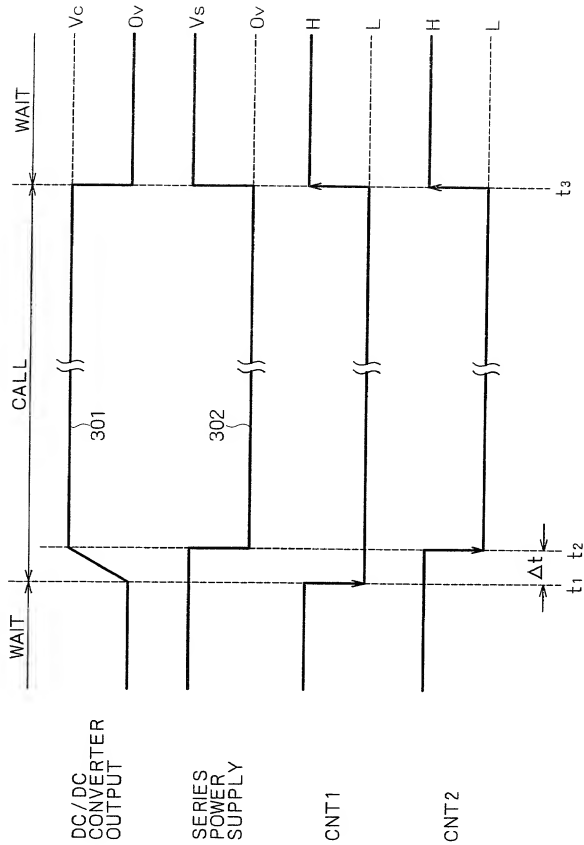 WAIT
CALL
WAIT
DC/DC
CONVERTER
OUTPUT
301
Vc
0v
SERIES
POWER
SUPPLY
302
Vs
0v
CNT1
H
L
CNT2
H
L
Δt
t1
t2
t3